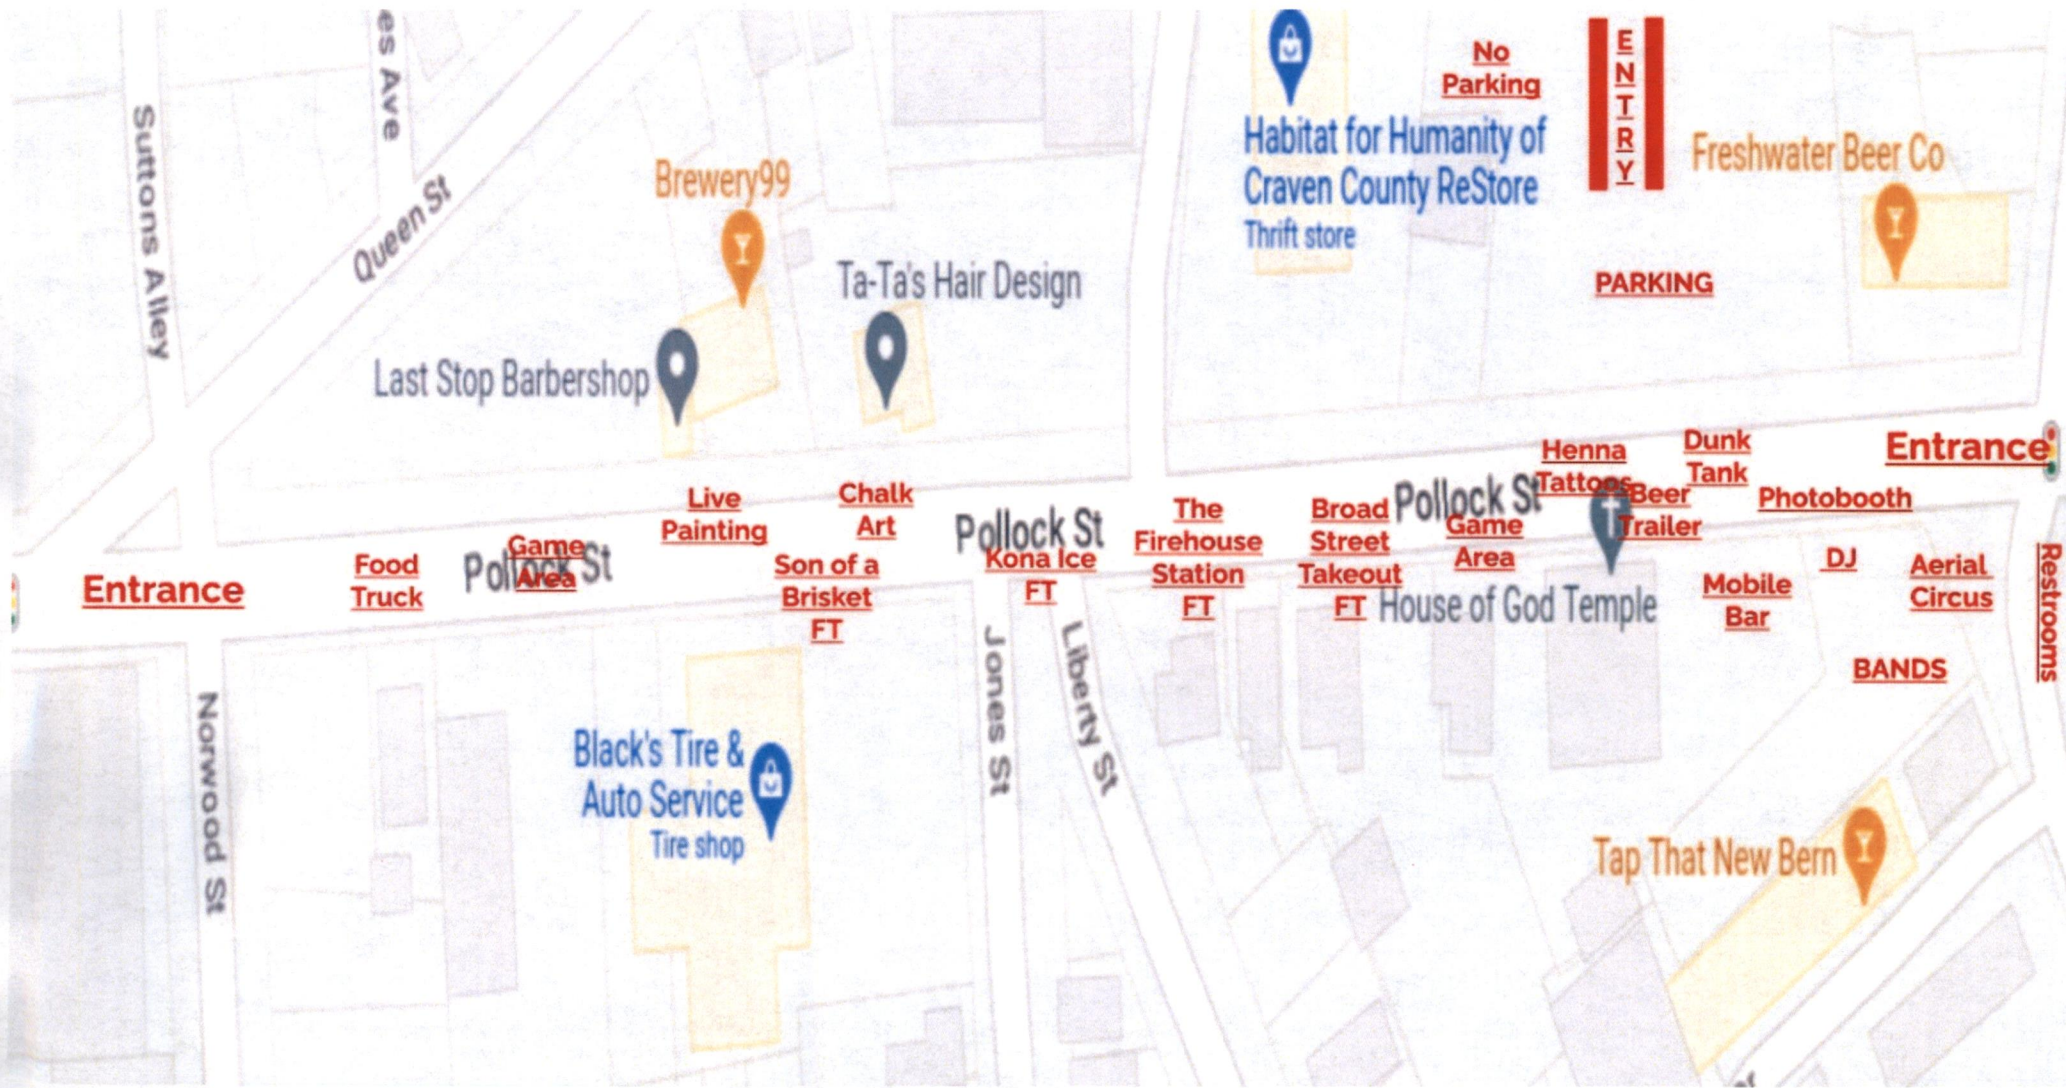 es Ave
Suttons Alley
Queen St
Brewery99
Ta-Ta's Hair Design
Last Stop Barbershop
Habitat for Humanity of
Craven County ReStore
Thrift store
No
Parking
ENTRY
Freshwater Beer Co
PARKING
Entrance
Food
Truck
Pollock St
Game
Area
Live
Painting
Chalk
Art
Son of a
Brisket
FT
Pollock St
Kona Ice
FT
The
Firehouse
Station
FT
Broad
Street
Takeout
FT
Pollock St
Game
Area
Henna
Tattoos
Beer
Trailer
Dunk
Tank
Photobooth
Entrance
House of God Temple
Mobile
Bar
DJ
Aerial
Circus
BANDS
Restrooms
Norwood St
Black's Tire &
Auto Service
Tire shop
Jones St
Liberty St
Tap That New Bern